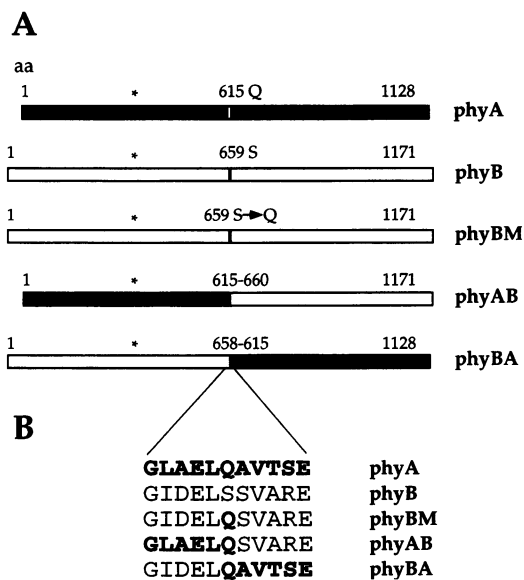 A
aa
1 * 615 Q 1128
phyA
1 * 659 S 1171
phyB
1 * 659 S→Q 1171
phyBM
1 * 615-660 1171
phyAB
1 * 658-615 1128
phyBA
B
GLAELQAVTSE phyA
GIDELSSVARE phyB
GIDELQSVARE phyBM
GLAELQSVARE phyAB
GIDELQAVTSE phyBA